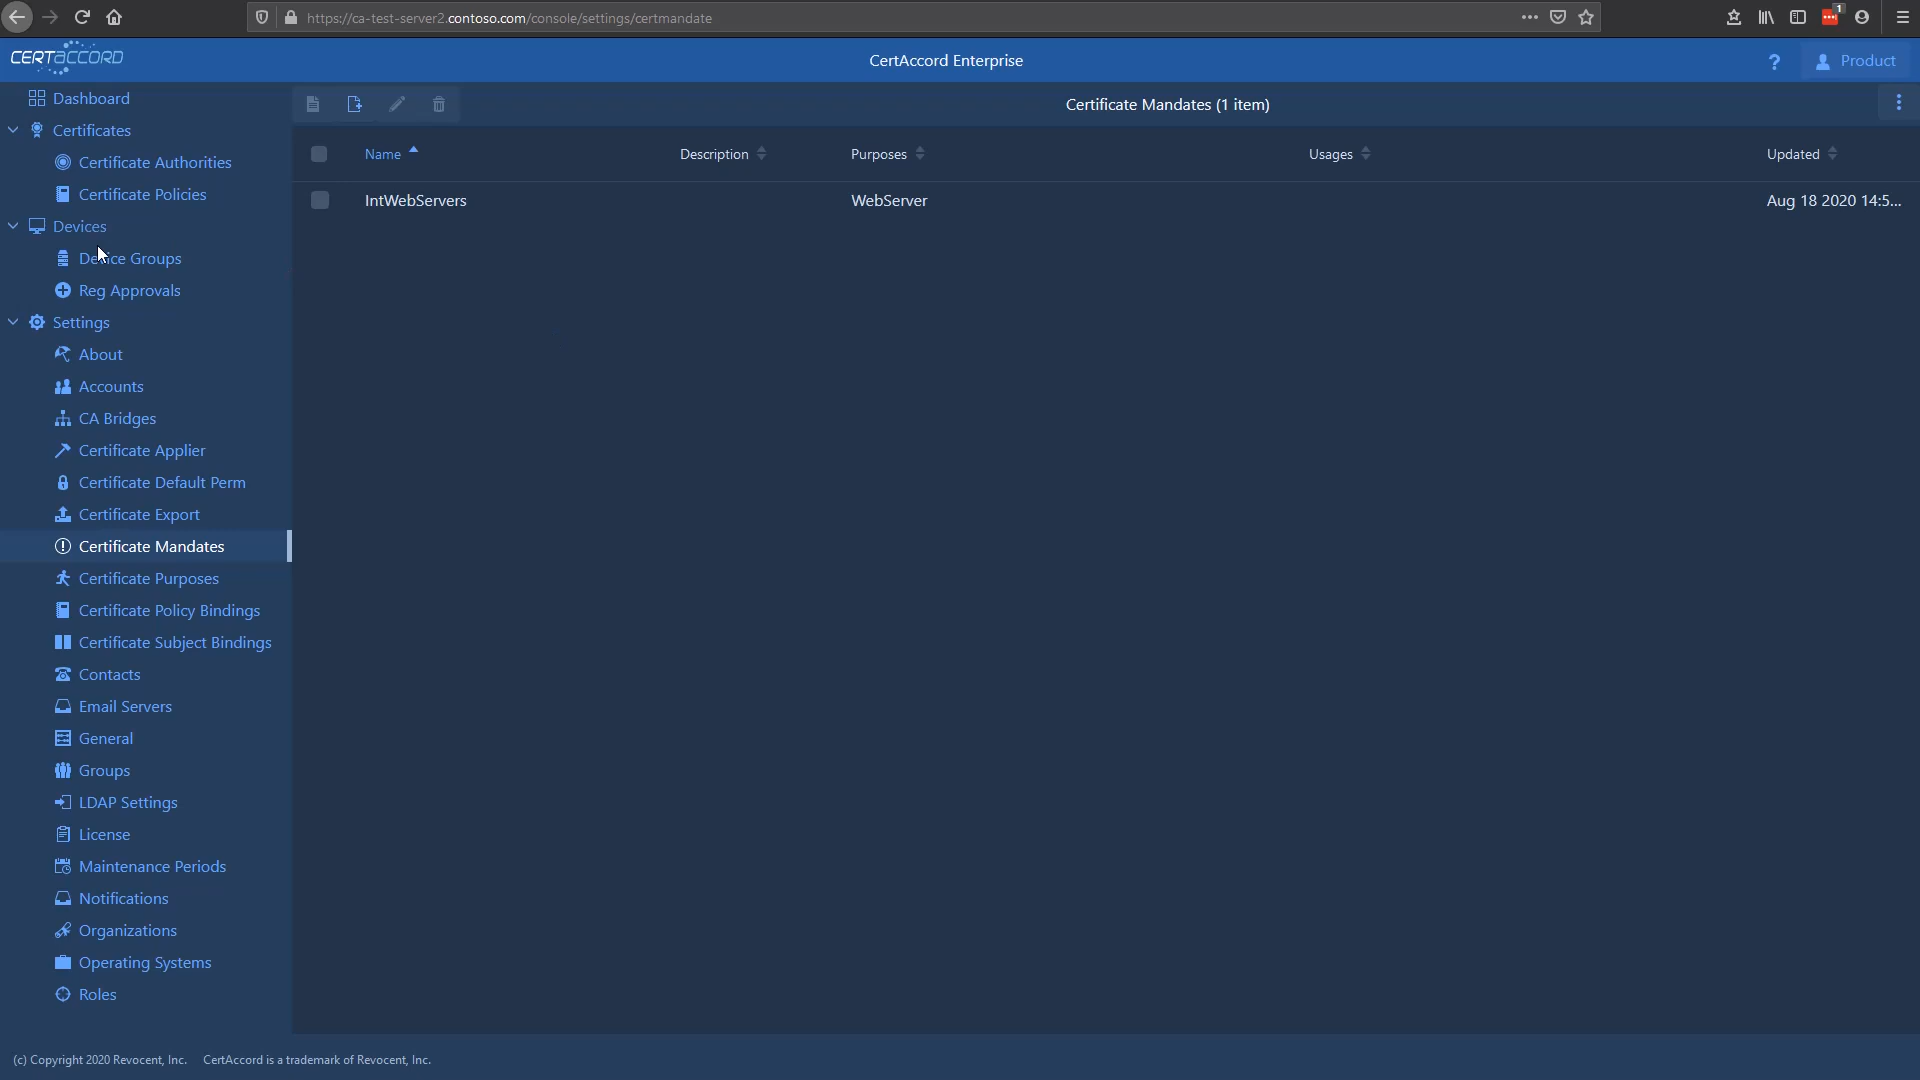 https://ca-test-server2.contoso.com/console/settings/certmandate
1
CERTACCORD
CertAccord Enterprise
?
Product
Dashboard
Certificates
Certificate Authorities
Certificate Policies
Devices
Device Groups
Reg Approvals
Settings
About
Accounts
CA Bridges
Certificate Applier
Certificate Default Perm
Certificate Export
Certificate Mandates
Certificate Purposes
Certificate Policy Bindings
Certificate Subject Bindings
Contacts
Email Servers
General
Groups
LDAP Settings
License
Maintenance Periods
Notifications
Organizations
Operating Systems
Roles
Certificate Mandates (1 item)
Name Description Purposes Usages Updated
IntWebServers WebServer Aug 18 2020 14:5...
(c) Copyright 2020 Revocent, Inc. CertAccord is a trademark of Revocent, Inc.